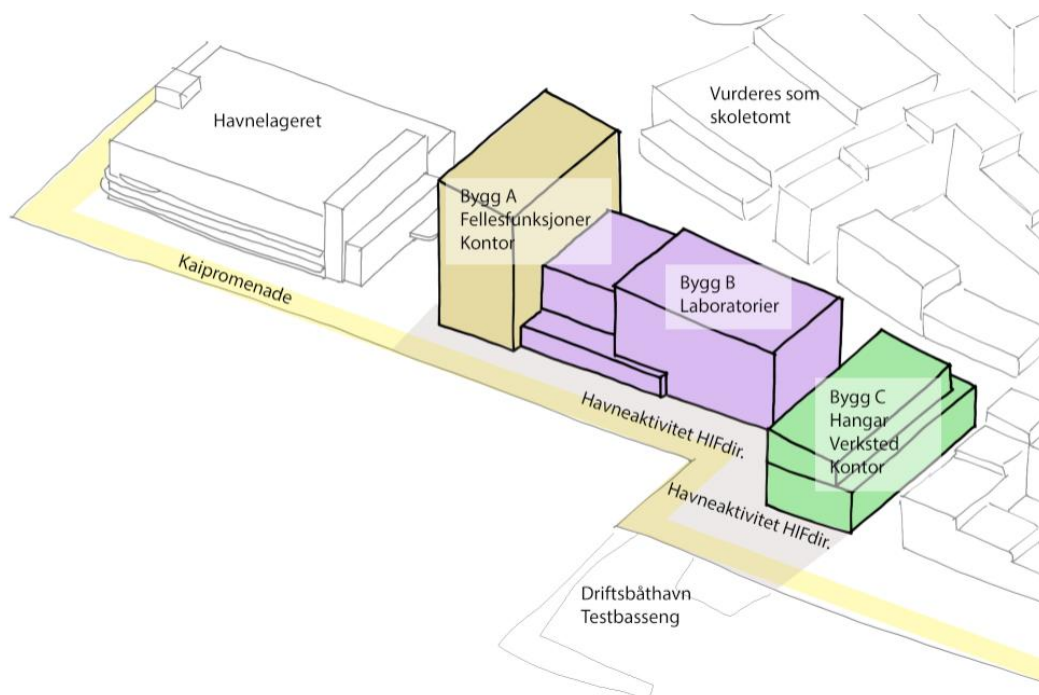 Havnelageret
Vurderes som
skoletomt
Bygg A
Fellesfunksjoner
Kontor
Kaipromenade
Bygg B
Laboratorier
Bygg C
Hangar
Verksted
Kontor
Havneaktivitet HIFdir.
Havneaktivitet HIFdir.
Driftsbåthavn
Testbasseng